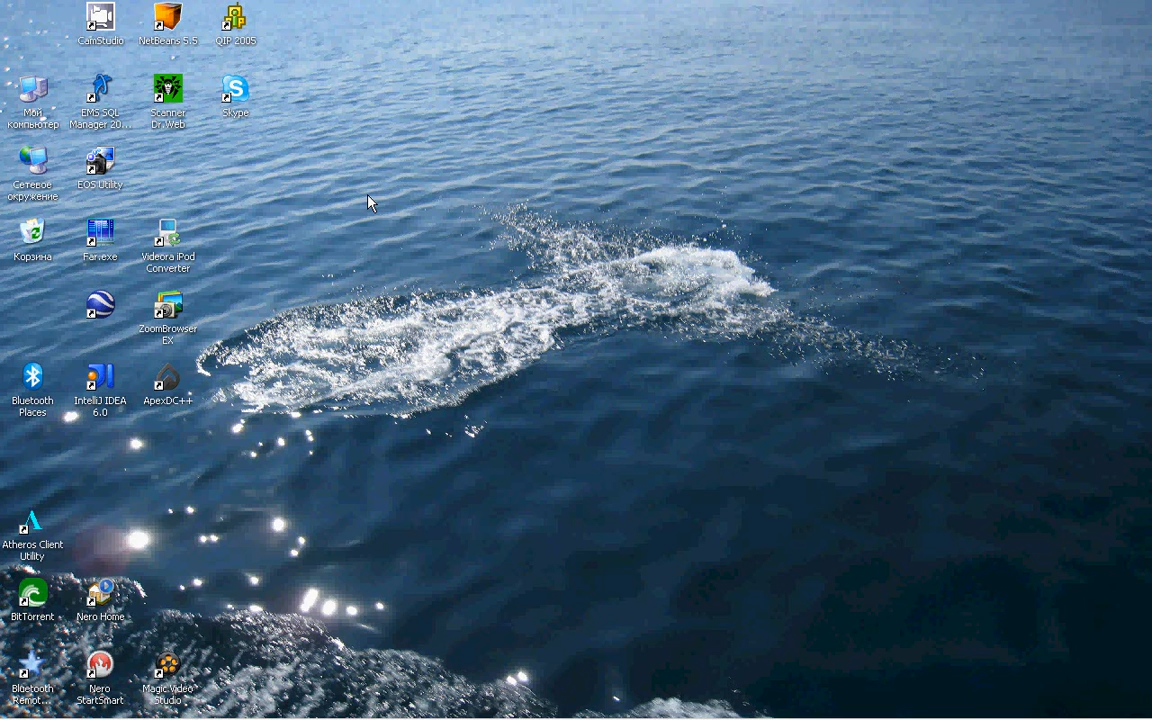 CamStudio
NetBeans 5.5
QIP 2005
Мой
компьютер
EMS SQL
Manager 20...
Scanner
Dr.Web
Skype
Сетевое
окружение
EOS Utility
Корзина
Far.exe
Videora iPod
Converter
ZoomBrowser
EX
Bluetooth
Places
IntelliJ IDEA
6.0
ApexDC++
Atheros Client
Utility
BitTorrent
Nero Home
Bluetooth
Remot...
Nero
StartSmart
Magic Video
Studio